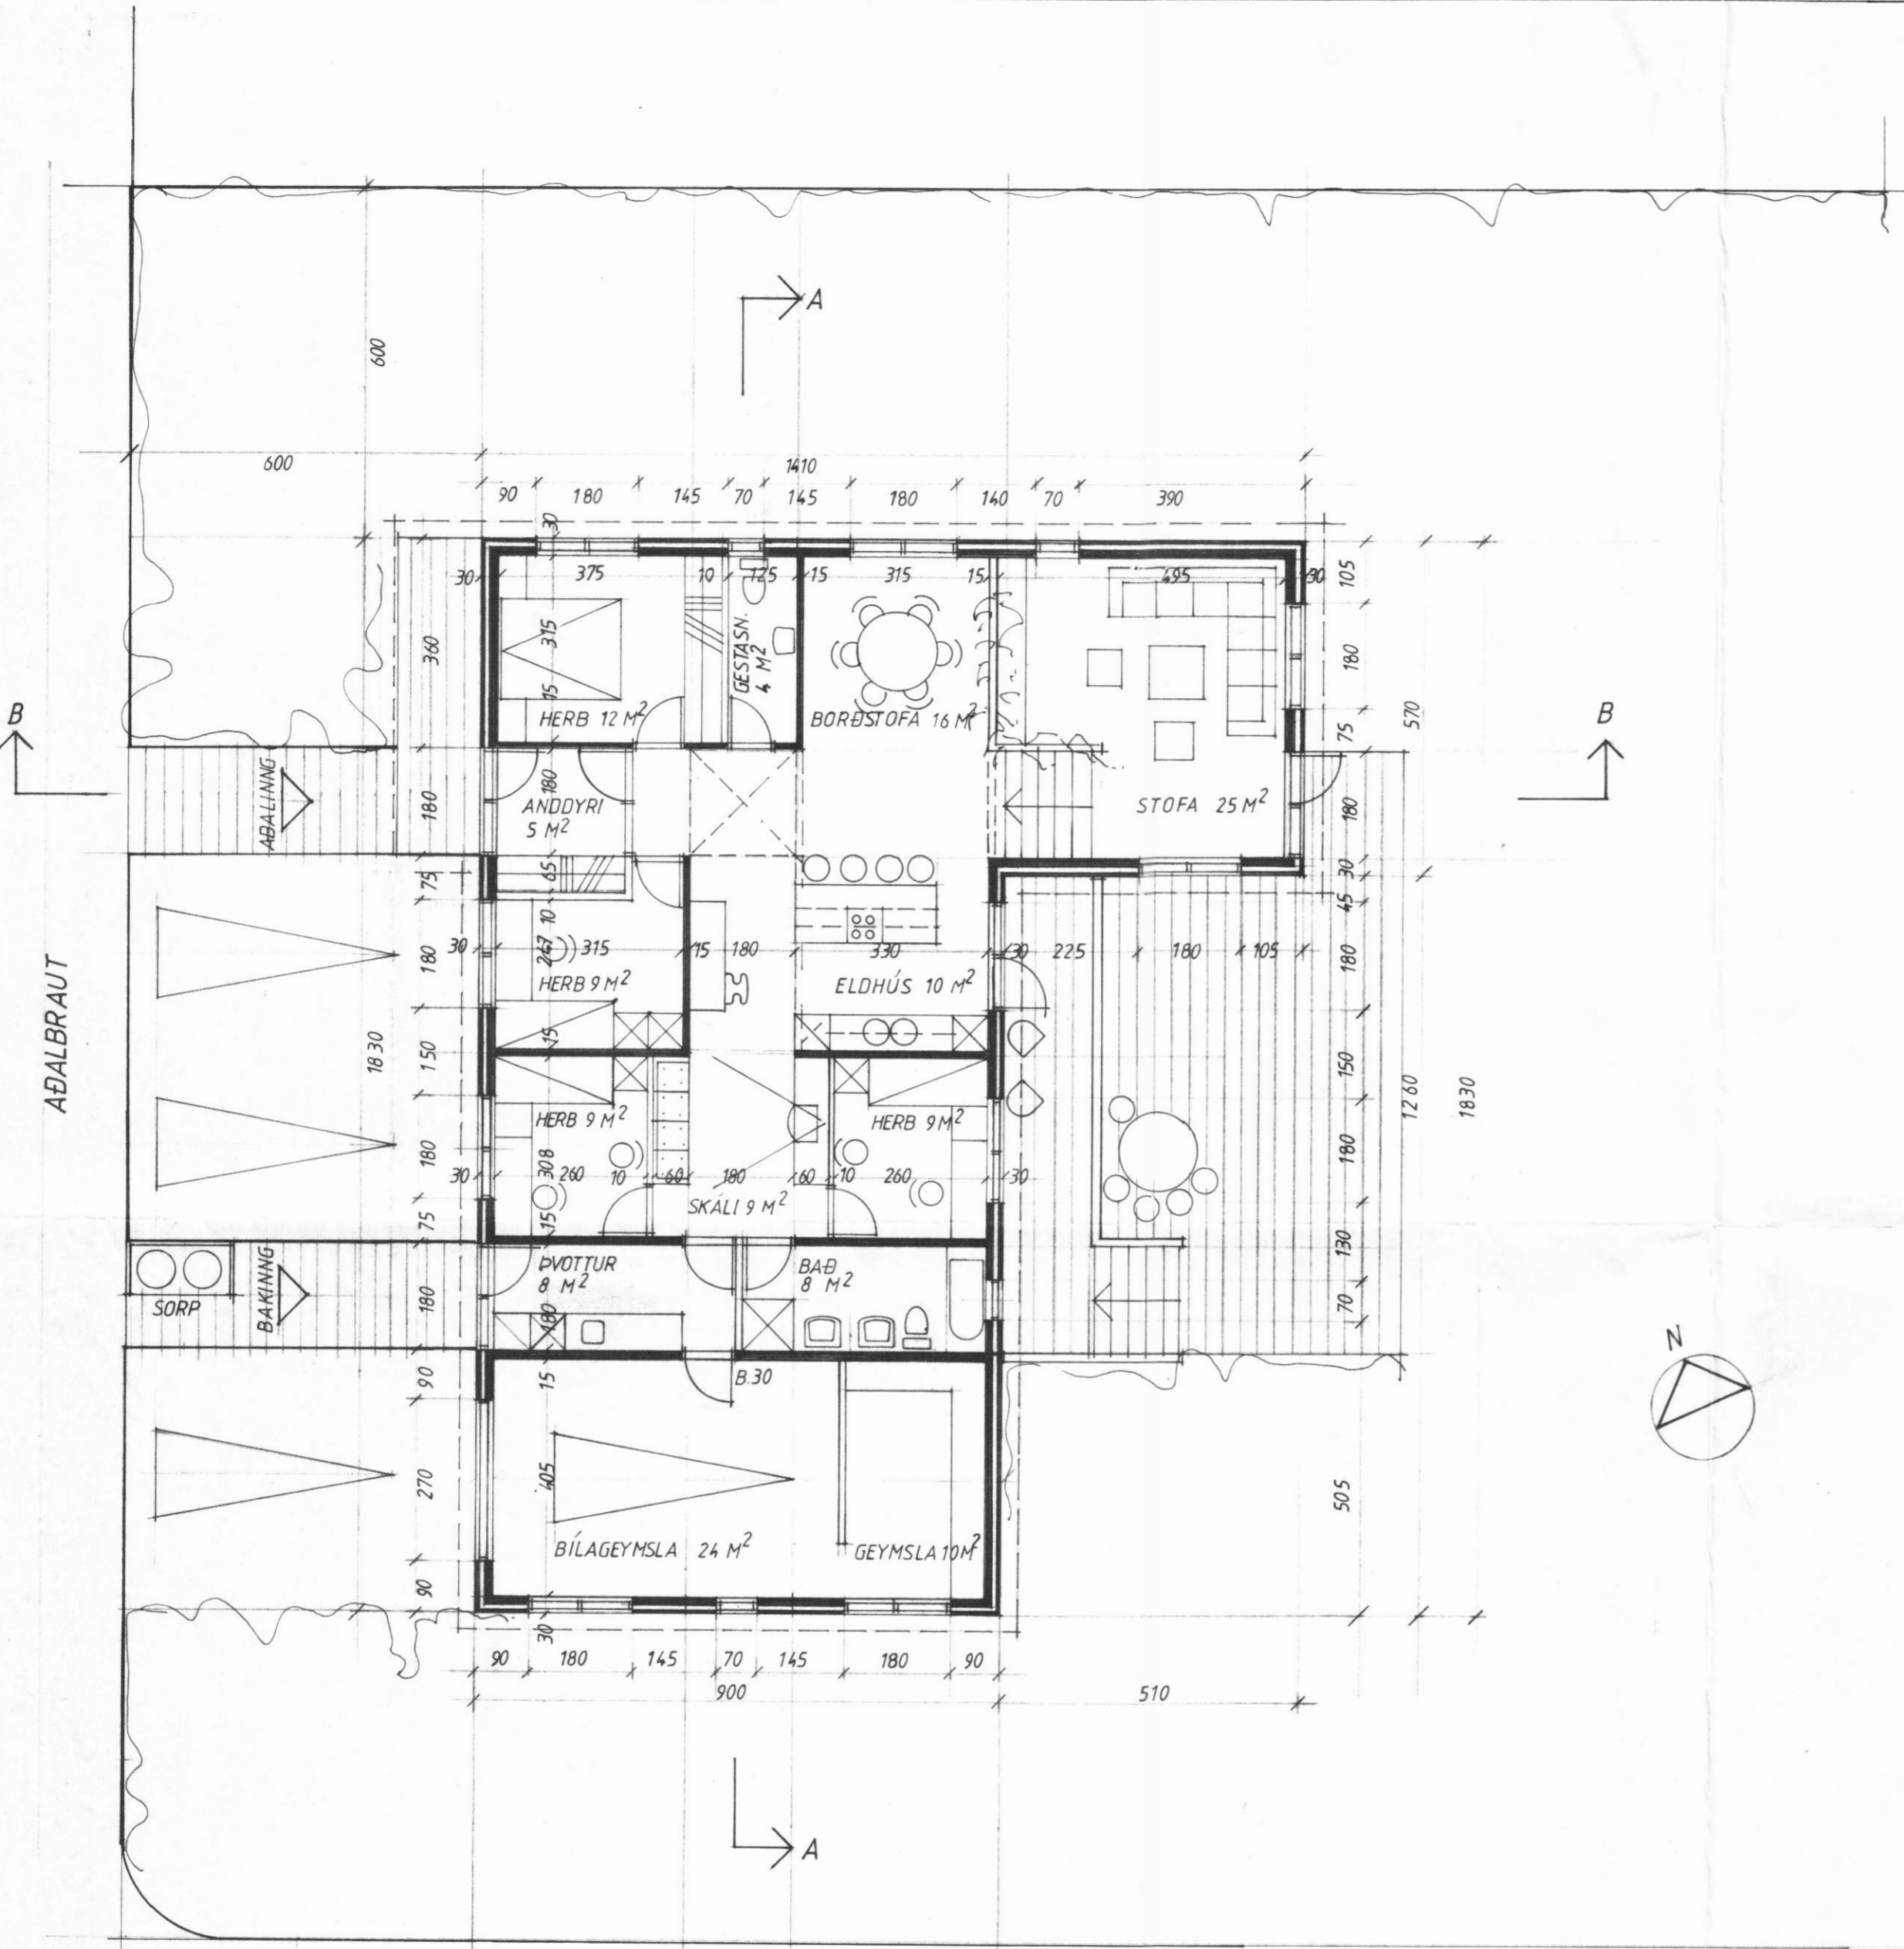 A
600
600
1410
90 180 145 70 145 180 140 70 390
30
30 375 10 125 15 315 15 495 30
105
360
315
GESTASN.
4 M²
180
15
HERB 12 M²
BORÐSTOFA 16 M²
75
570
B
B
AÐALINNG
180
180
ANDDYRI
5 M²
STOFA 25 M²
180
75
65
30
45
10
30 315 15 180 330 30 225 180 105
180
247
180
HERB 9 M²
ELDHÚS 10 M²
AÐALBRAUT
1830
150
15
150
1260
1830
HERB 9 M²
HERB 9 M²
180
308
180
30 260 10 60 180 60 10 260 30
SKÁLI 9 M²
75
15
130
SORP
BAKINNG
180
ÞVOTTUR
8 M²
180
BAÐ
8 M²
70
N
90
15
B.30
270
405
505
BÍLAGEYMSLA 24 M²
GEYMSLA 10 M²
90
30
90 180 145 70 145 180 90
900
510
A